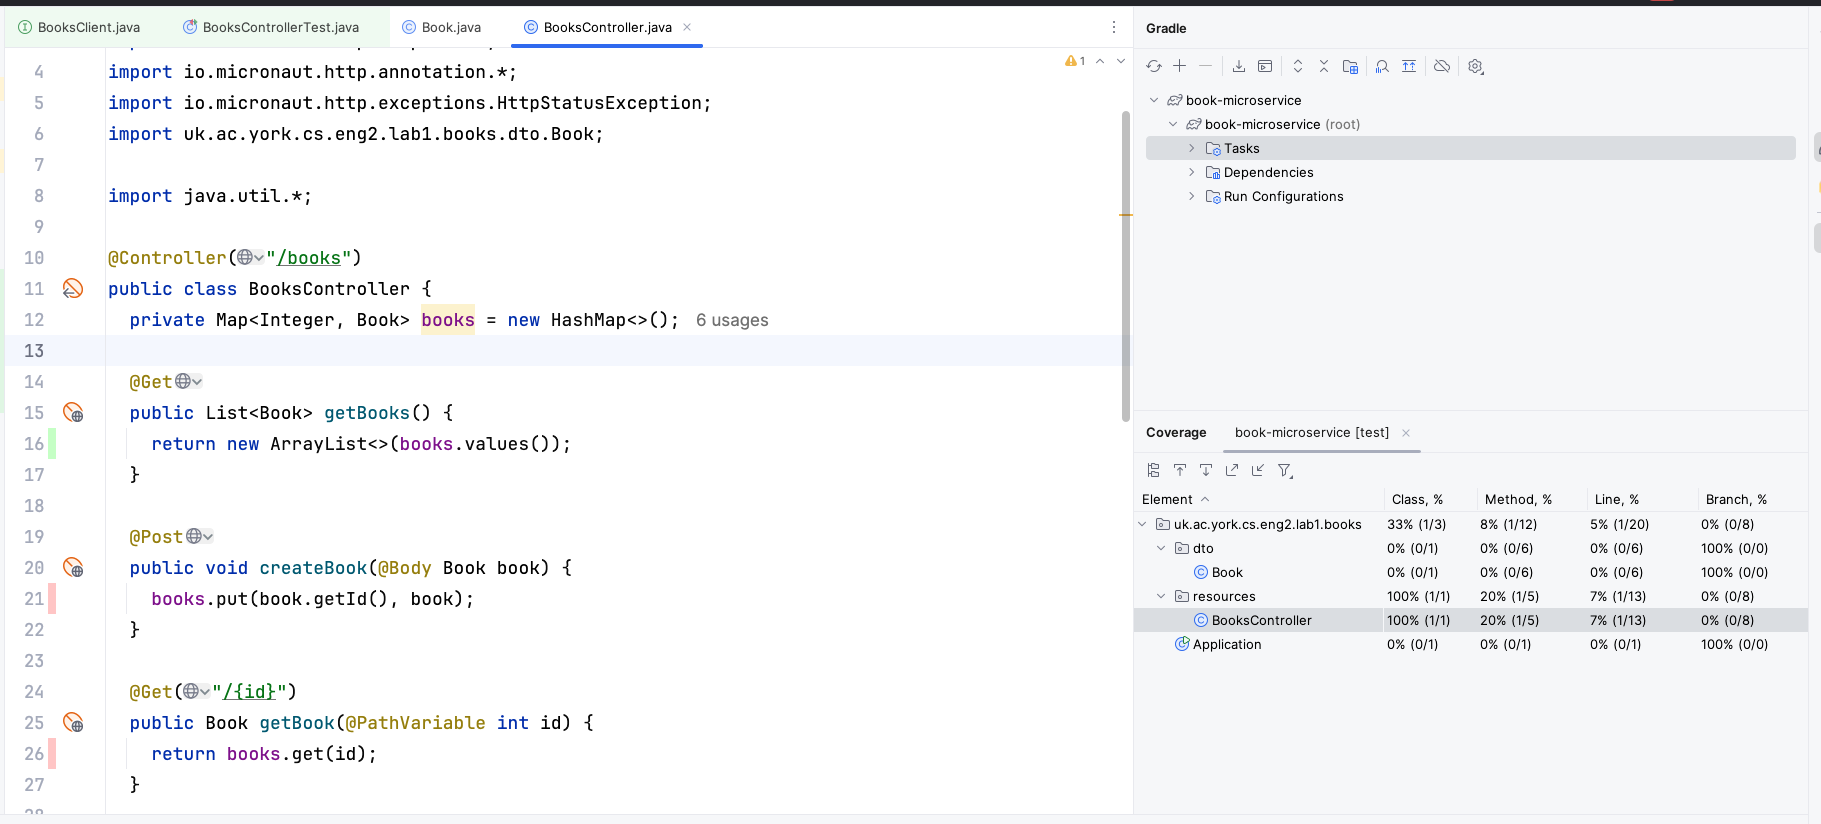 BooksClient.java BooksControllerTest.java Book.java BooksController.java
4 import io.micronaut.http.annotation.*;
5 import io.micronaut.http.exceptions.HttpStatusException;
6 import uk.ac.york.cs.eng2.lab1.books.dto.Book;
7
8 import java.util.*;
9
10 @Controller("/books")
11 public class BooksController {
12 private Map<Integer, Book> books = new HashMap<>(); 6 usages
13
14 @Get
15 public List<Book> getBooks() {
16 return new ArrayList<>(books.values());
17 }
18
19 @Post
20 public void createBook(@Body Book book) {
21 books.put(book.getId(), book);
22 }
23
24 @Get("/{id}")
25 public Book getBook(@PathVariable int id) {
26 return books.get(id);
27 }
1
Gradle
book-microservice
book-microservice (root)
Tasks
Dependencies
Run Configurations
Coverage book-microservice [test]
Element Class, % Method, % Line, % Branch, %
uk.ac.york.cs.eng2.lab1.books 33% (1/3) 8% (1/12) 5% (1/20) 0% (0/8)
dto 0% (0/1) 0% (0/6) 0% (0/6) 100% (0/0)
Book 0% (0/1) 0% (0/6) 0% (0/6) 100% (0/0)
resources 100% (1/1) 20% (1/5) 7% (1/13) 0% (0/8)
BooksController 100% (1/1) 20% (1/5) 7% (1/13) 0% (0/8)
Application 0% (0/1) 0% (0/1) 0% (0/1) 100% (0/0)